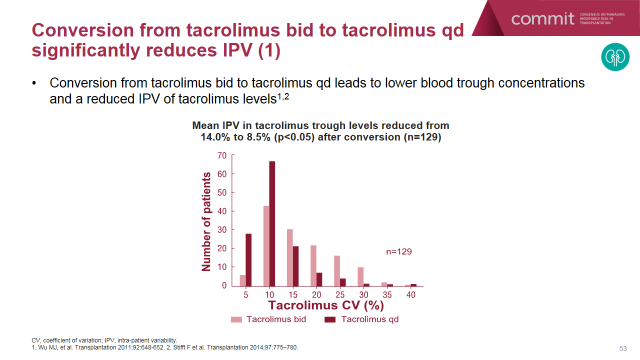 Conversion from tacrolimus bid to tacrolimus qd
significantly reduces IPV (1)
commit
• Conversion from tacrolimus bid to tacrolimus qd leads to lower blood trough concentrations
and a reduced IPV of tacrolimus levels1,2
Mean IPV in tacrolimus trough levels reduced from
14.0% to 8.5% (p<0.05) after conversion (n=129)
Number of patients
70
60
50
40
30
20
10
0
n=129
5 10 15 20 25 30 35 40
Tacrolimus CV (%)
Tacrolimus bid Tacrolimus qd
CV, coefficient of variation; IPV, intra-patient variability.
1. Wu MJ, et al. Transplantation 2011;92:648-652. 2. Stifft F et al. Transplantation 2014;97:775–780.
53